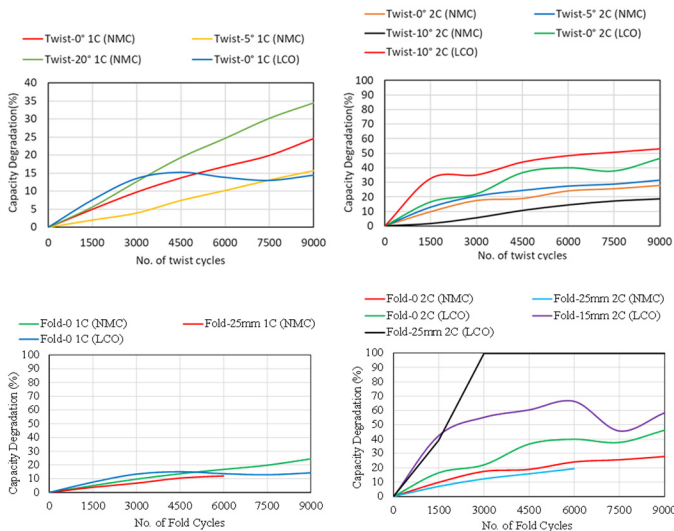 Twist-0° 1C (NMC) Twist-5° 1C (NMC)
Twist-20° 1C (NMC) Twist-0° 1C (LCO)
Capacity Degradation(%)
40
35
30
25
20
15
10
5
0
0 1500 3000 4500 6000 7500 9000
No. of twist cycles
Twist-0° 2C (NMC) Twist-5° 2C (NMC)
Twist-10° 2C (NMC) Twist-0° 2C (LCO)
Twist-10° 2C (LCO)
Capacity Degradation(%)
100
90
80
70
60
50
40
30
20
10
0
0 1500 3000 4500 6000 7500 9000
No. of twist cycles
Fold-0 1C (NMC) Fold-25mm 1C (NMC)
Fold-0 1C (LCO)
Capacity Degradation (%)
100
90
80
70
60
50
40
30
20
10
0
0 1500 3000 4500 6000 7500 9000
No. of Fold Cycles
Fold-0 2C (NMC) Fold-25mm 2C (NMC)
Fold-0 2C (LCO) Fold-15mm 2C (LCO)
Fold-25mm 2C (LCO)
Capacity Degradation (%)
100
90
80
70
60
50
40
30
20
10
0
0 1500 3000 4500 6000 7500 9000
No. of Fold Cycles